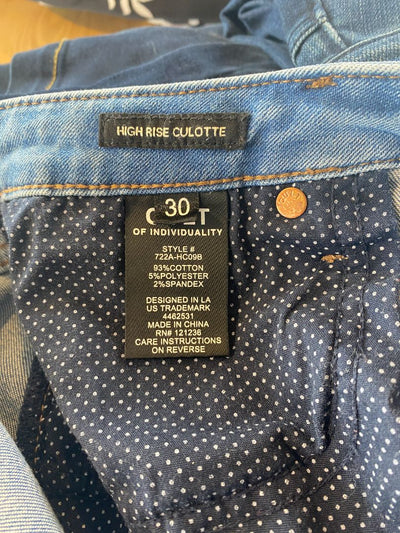 HIGH RISE CULOTTE
30
OF INDIVIDUALITY
STYLE #
722A-HC09B
93%COTTON
5%POLYESTER
2%SPANDEX
DESIGNED IN LA
US TRADEMARK
4462531
MADE IN CHINA
RN# 121236
CARE INSTRUCTIONS
ON REVERSE